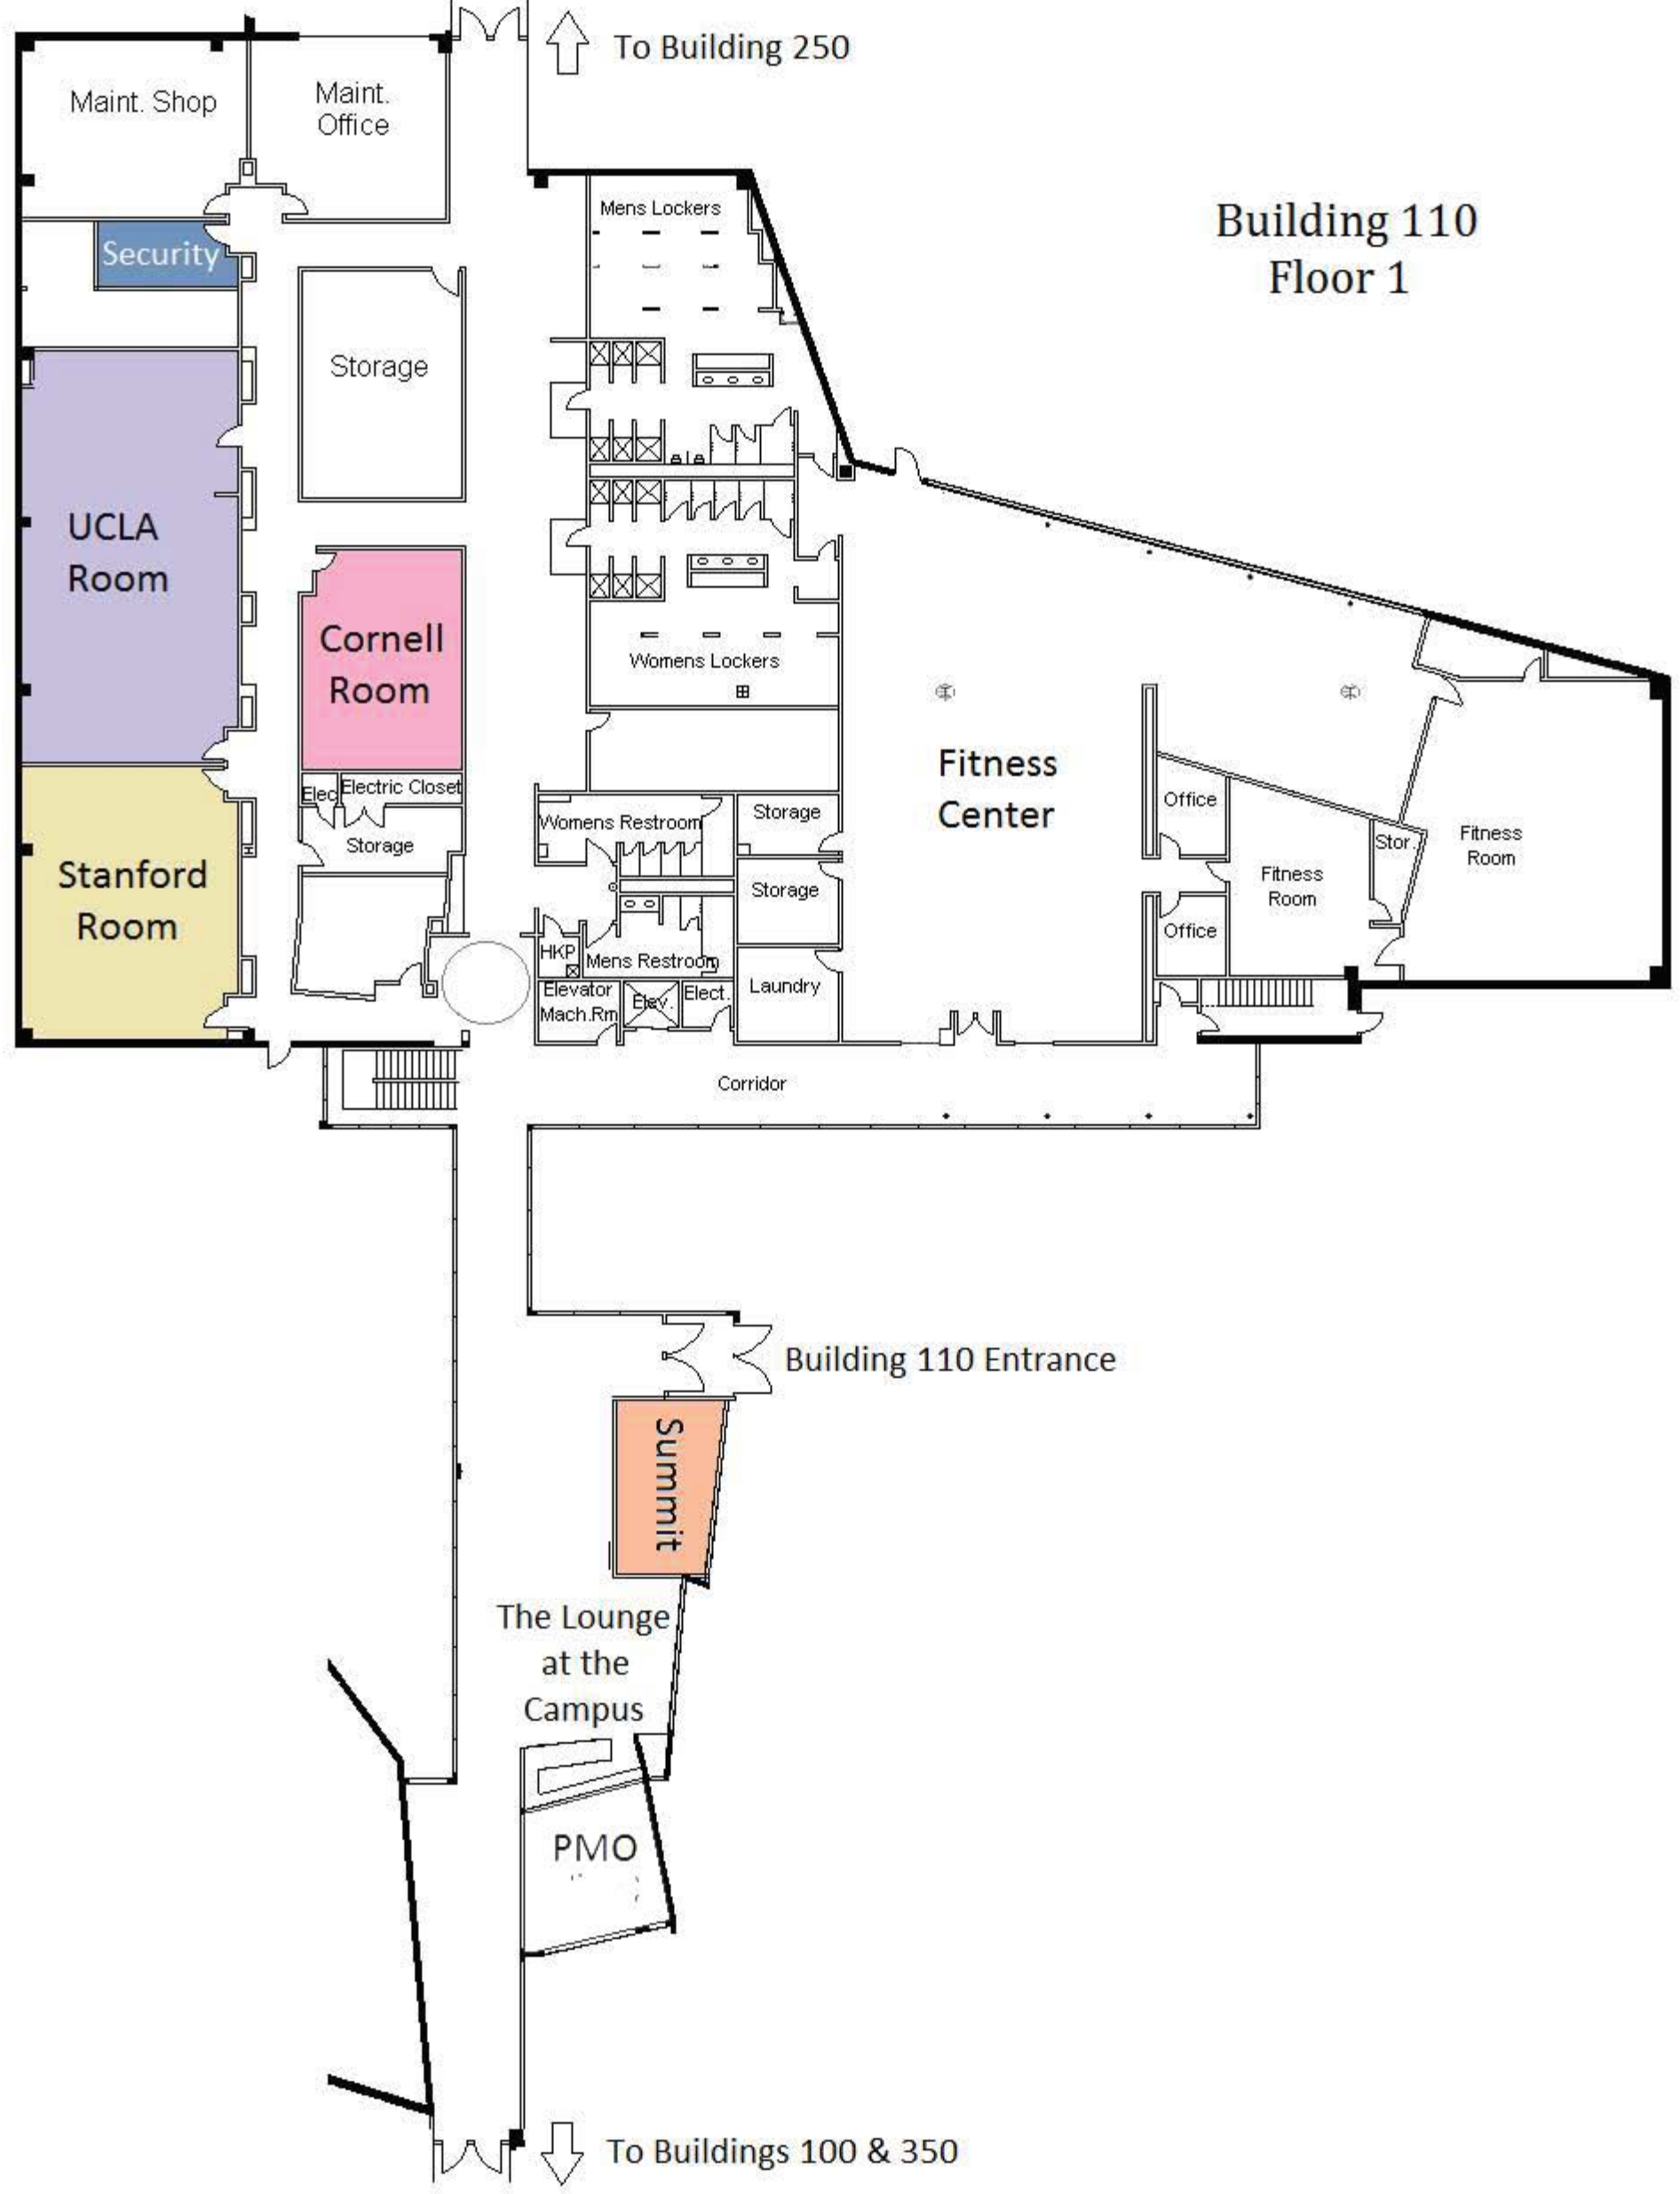 To Building 250
Maint. Shop
Maint.
Office
Building 110
Floor 1
Mens Lockers
Security
Storage
UCLA
Room
Cornell
Room
Womens Lockers
Fitness
Center
Elec
Electric Closet
Storage
Womens Restroom
Storage
Office
Stor.
Fitness
Room
Stanford
Room
Storage
Fitness
Room
Office
HKP
Mens Restroom
Laundry
Elevator
Mach.Rm
Elev.
Elect.
Corridor
Building 110 Entrance
Summit
The Lounge
at the
Campus
PMO
To Buildings 100 & 350